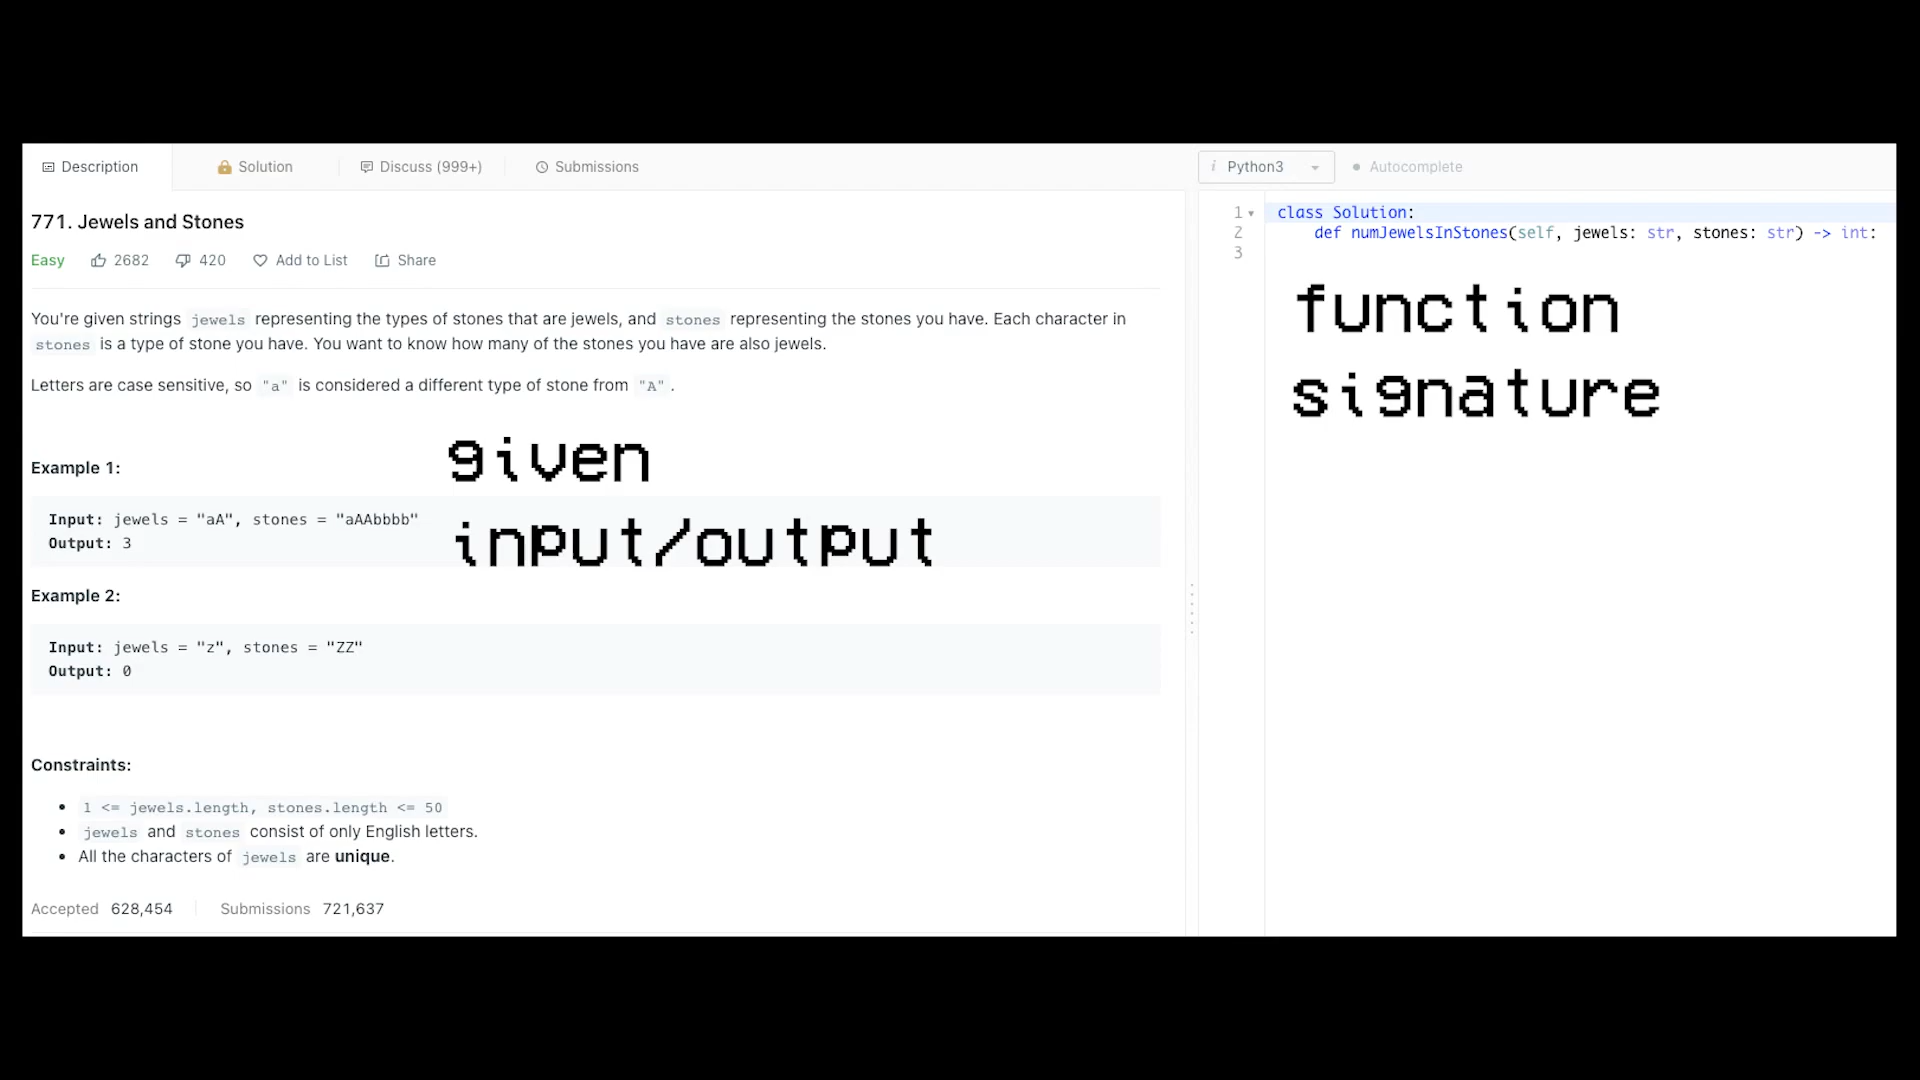 Description
Solution
Discuss (999+)
Submissions
771. Jewels and Stones
Easy 2682 420 Add to List Share
You're given strings jewels representing the types of stones that are jewels, and stones representing the stones you have. Each character in
stones is a type of stone you have. You want to know how many of the stones you have are also jewels.
Letters are case sensitive, so "a" is considered a different type of stone from "A".
given
input/output
Example 1:
Input: jewels = "aA", stones = "aAAbbbb"
Output: 3
Example 2:
Input: jewels = "z", stones = "ZZ"
Output: 0
Constraints:
1 <= jewels.length, stones.length <= 50
jewels and stones consist of only English letters.
All the characters of jewels are unique.
Accepted 628,454 Submissions 721,637
i Python3
Autocomplete
1 class Solution:
2 def numJewelsInStones(self, jewels: str, stones: str) -> int:
3
function
signature